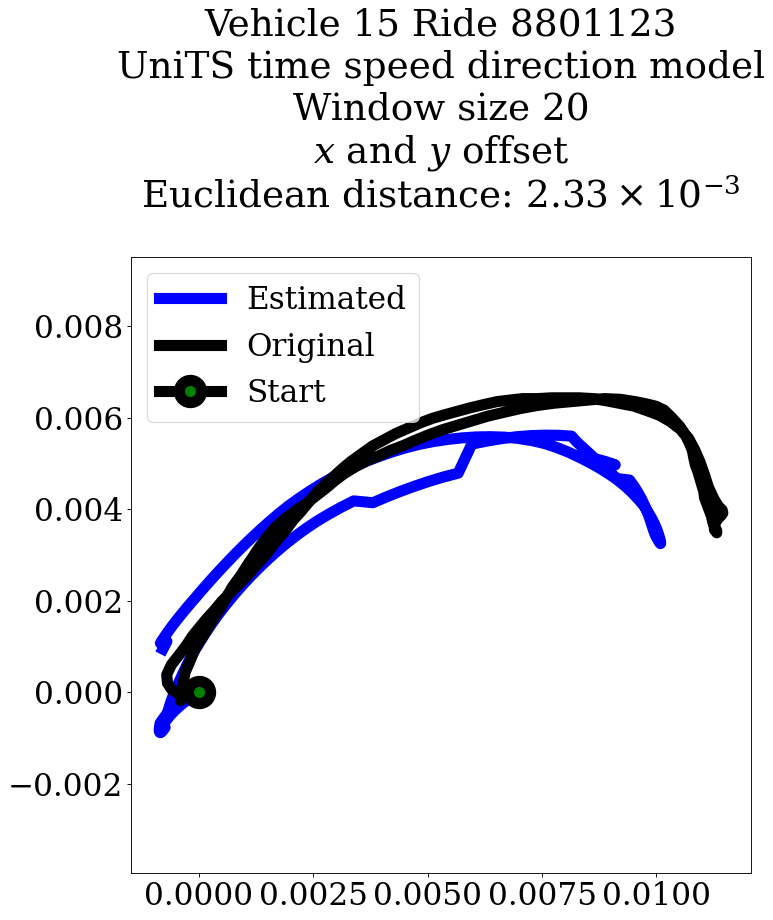 Vehicle 15 Ride 8801123
UniTS time speed direction model
Window size 20
x and y offset
Euclidean distance: 2.33 × 10⁻³
Estimated
Original
Start
0.008
0.006
0.004
0.002
0.000
−0.002
0.0000 0.0025 0.0050 0.0075 0.0100